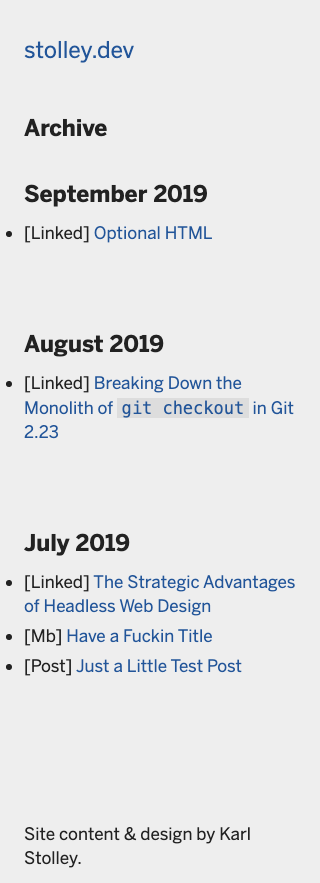 stolley.dev
Archive
September 2019
[Linked] Optional HTML
August 2019
[Linked] Breaking Down the
Monolith of git checkout in Git
2.23
July 2019
[Linked] The Strategic Advantages
of Headless Web Design
[Mb] Have a Fuckin Title
[Post] Just a Little Test Post
Site content & design by Karl
Stolley.